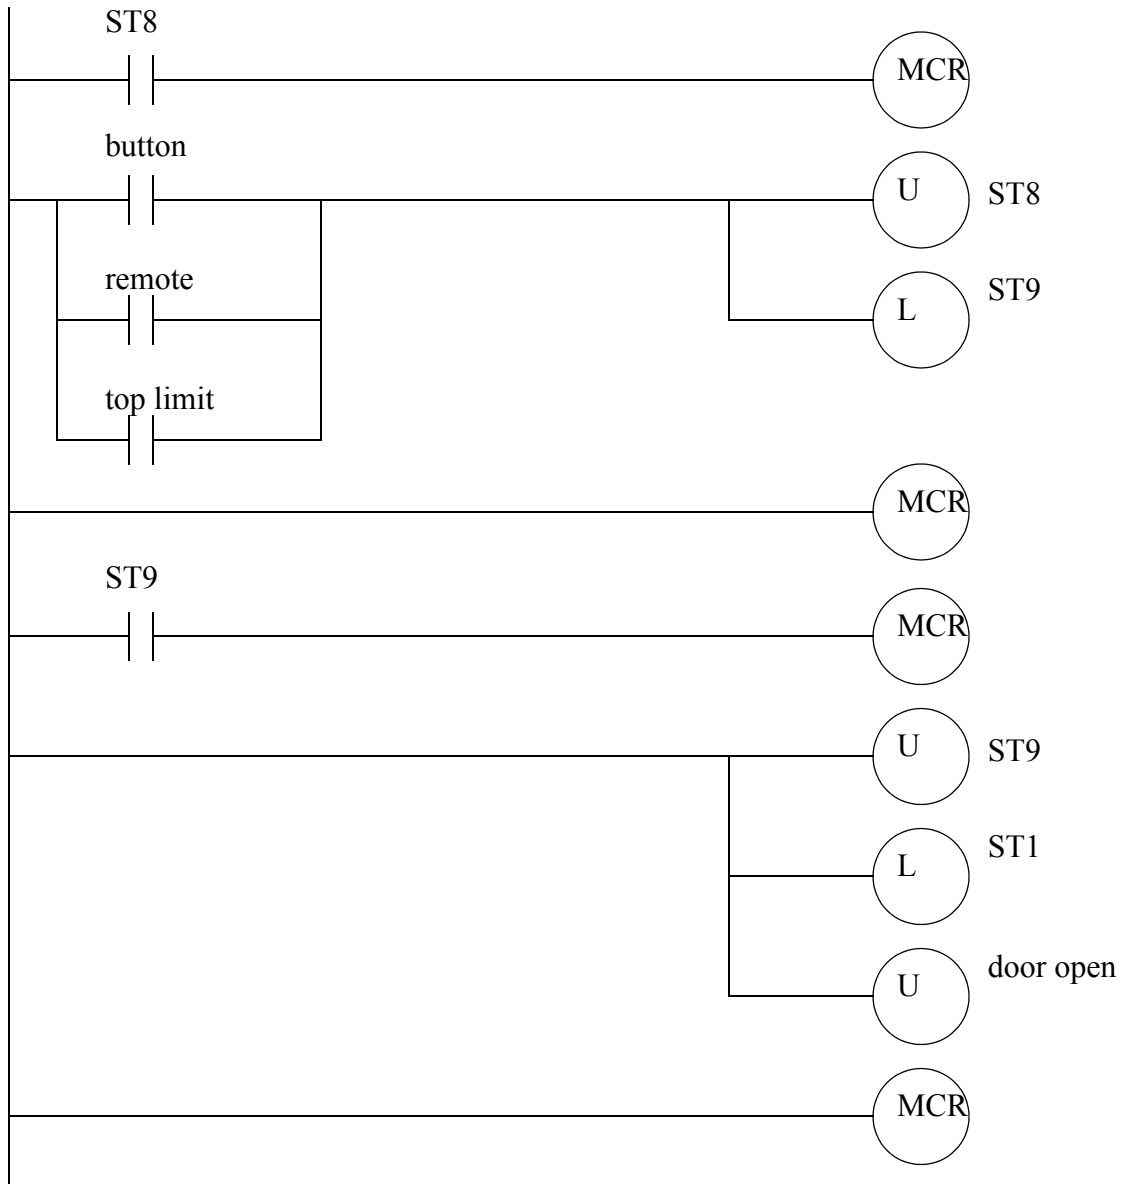 ST8
MCR
button
U ST8
remote
L ST9
top limit
MCR
ST9
MCR
U ST9
L ST1
U door open
MCR